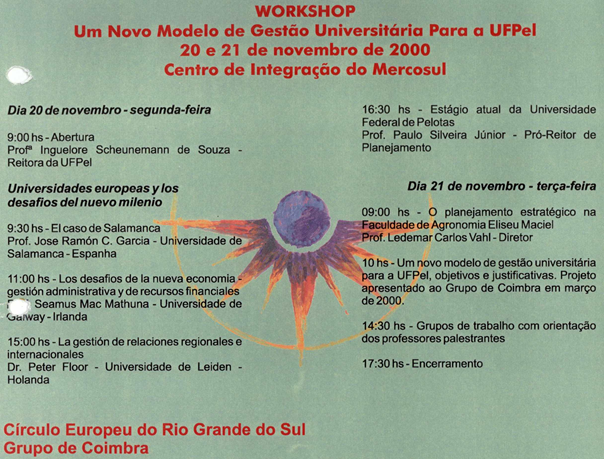 WORKSHOP
Um Novo Modelo de Gestão Universitária Para a UFPel
20 e 21 de novembro de 2000
Centro de Integração do Mercosul
Dia 20 de novembro - segunda-feira
9:00 hs - Abertura
Profª Inguelore Scheunemann de Souza -
Reitora da UFPel
Universidades europeas y los
desafios del nuevo milenio
9:30 hs - El caso de Salamanca
Prof. Jose Ramón C. Garcia - Universidade de
Salamanca - Espanha
11:00 hs - Los desafios de la nueva economia -
gestión administrativa y de recursos financiales
Seamus Mac Mathuna - Universidade de
Galway - Irlanda
15:00 hs - La gestión de relaciones regionales e
internacionales
Dr. Peter Floor - Universidade de Leiden -
Holanda
16:30 hs - Estágio atual da Universidade
Federal de Pelotas
Prof. Paulo Silveira Júnior - Pró-Reitor de
Planejamento
Dia 21 de novembro - terça-feira
09:00 hs - O planejamento estratégico na
Faculdade de Agronomia Eliseu Maciel
Prof. Ledemar Carlos Vahl - Diretor
10 hs - Um novo modelo de gestão universitária
para a UFPel, objetivos e justificativas. Projeto
apresentado ao Grupo de Coimbra em março
de 2000.
14:30 hs - Grupos de trabalho com orientação
dos professores palestrantes
17:30 hs - Encerramento
Círculo Europeu do Rio Grande do Sul
Grupo de Coimbra